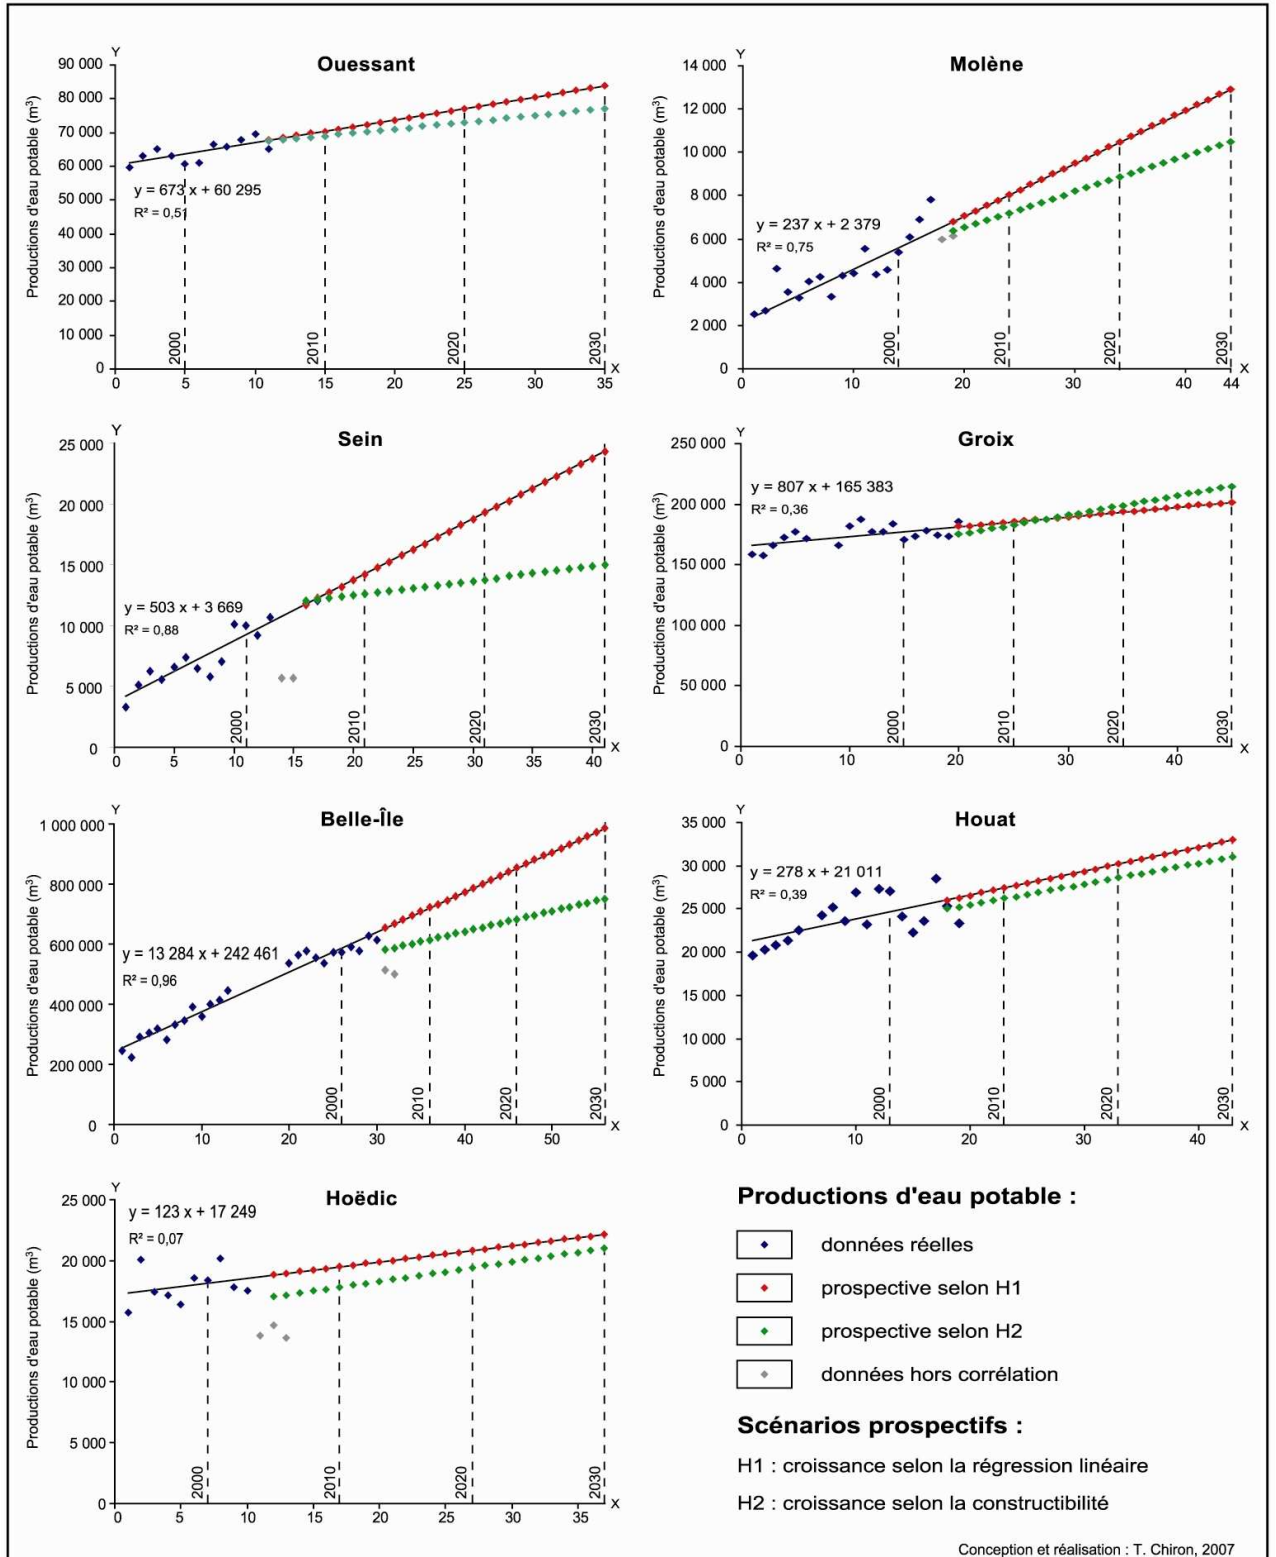 Ouessant
Y
Productions d'eau potable (m³)
90 000
80 000
70 000
60 000
50 000
40 000
30 000
20 000
10 000
0
y = 673 x + 60 295
R² = 0,51
2000
2010
2020
2030
0 5 10 15 20 25 30 35
X
Molène
Y
Productions d'eau potable (m³)
14 000
12 000
10 000
8 000
6 000
4 000
2 000
0
y = 237 x + 2 379
R² = 0,75
2000
2010
2020
2030
0 10 20 30 40 44
X
Sein
Y
Productions d'eau potable (m³)
25 000
20 000
15 000
10 000
5 000
0
y = 503 x + 3 669
R² = 0,88
2000
2010
2020
2030
0 5 10 15 20 25 30 35 40
X
Groix
Y
Productions d'eau potable (m³)
250 000
200 000
150 000
100 000
50 000
0
y = 807 x + 165 383
R² = 0,36
2000
2010
2020
2030
0 10 20 30 40
X
Belle-Île
Y
Productions d'eau potable (m³)
1 000 000
800 000
600 000
400 000
200 000
0
y = 13 284 x + 242 461
R² = 0,96
2000
2010
2020
2030
0 10 20 30 40 50
X
Houat
Y
Productions d'eau potable (m³)
35 000
30 000
25 000
20 000
15 000
10 000
5 000
0
y = 278 x + 21 011
R² = 0,39
2000
2010
2020
2030
0 10 20 30 40
X
Hoëdic
Y
Productions d'eau potable (m³)
25 000
20 000
15 000
10 000
5 000
0
y = 123 x + 17 249
R² = 0,07
2000
2010
2020
2030
0 5 10 15 20 25 30 35
X
Productions d'eau potable :
données réelles
prospective selon H1
prospective selon H2
données hors corrélation
Scénarios prospectifs :
H1 : croissance selon la régression linéaire
H2 : croissance selon la constructibilité
Conception et réalisation : T. Chiron, 2007